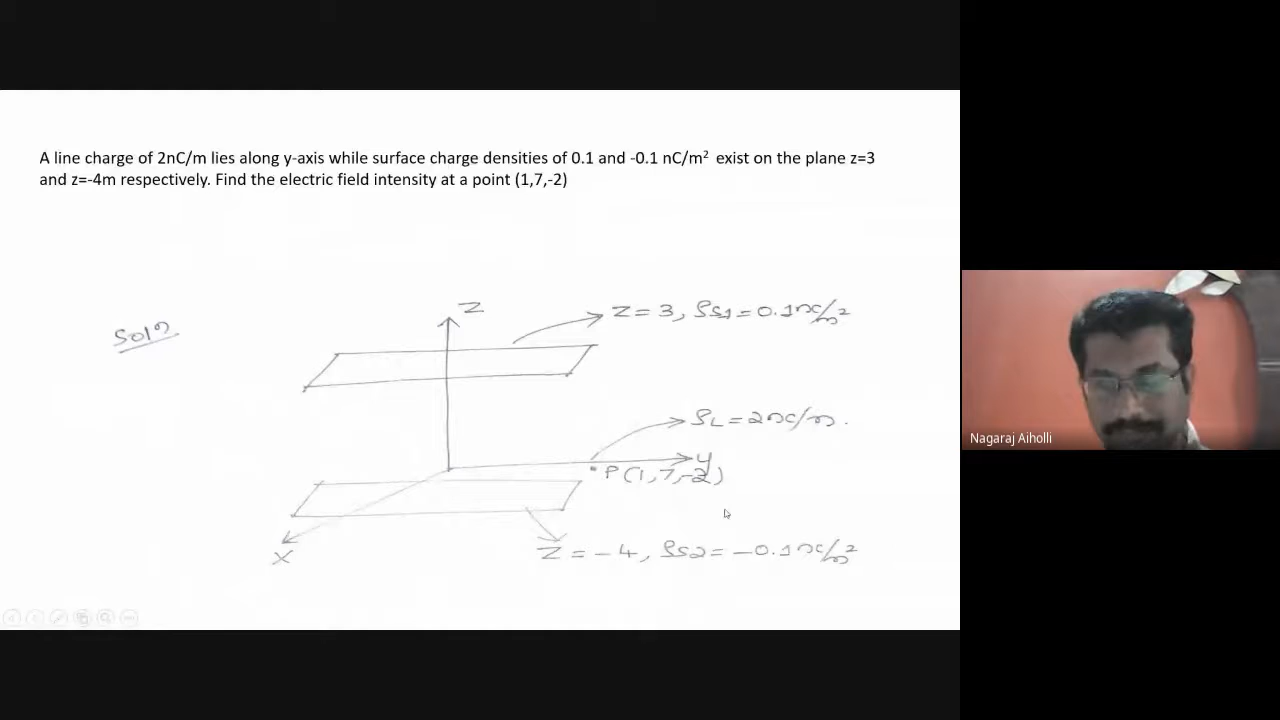 A line charge of 2nC/m lies along y-axis while surface charge densities of 0.1 and -0.1 nC/m² exist on the plane z=3
and z=-4m respectively. Find the electric field intensity at a point (1,7,-2)
Soln
Z
Z = 3, ρs1 = 0.1nc/m²
ρL = 2nc/m.
y
P(1,7,-2)
X
Z = -4, ρs2 = -0.1nc/m²
Nagaraj Aiholli